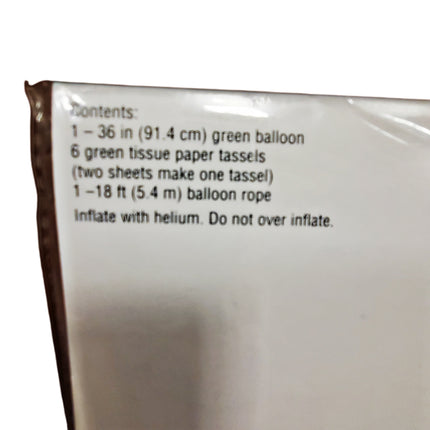 Contents:
1 – 36 in (91.4 cm) green balloon
6 green tissue paper tassels
(two sheets make one tassel)
1 –18 ft (5.4 m) balloon rope
Inflate with helium. Do not over inflate.